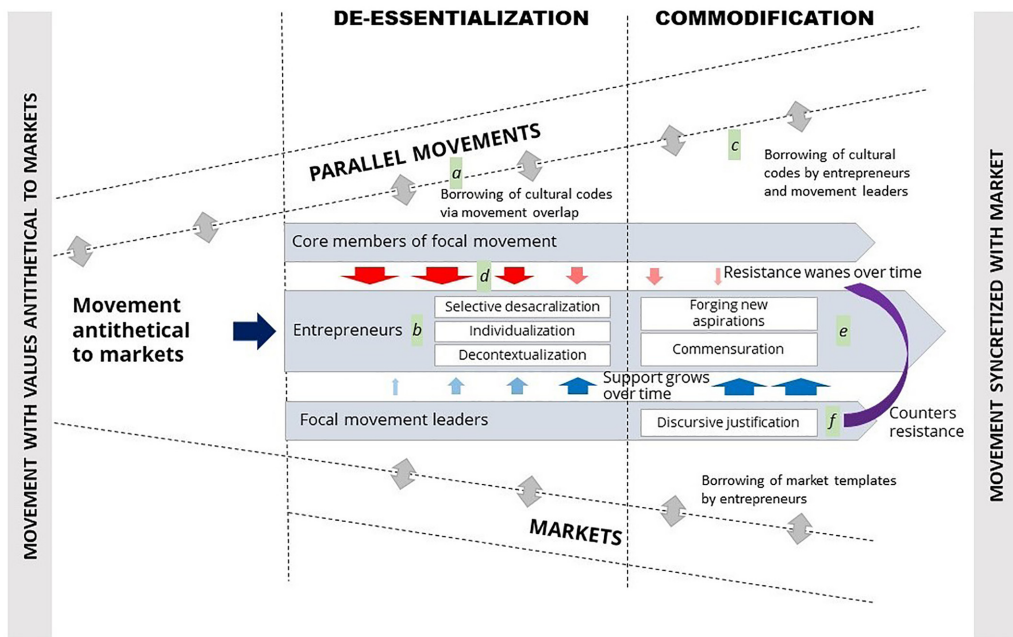 DE-ESSENTIALIZATION
COMMODIFICATION
MOVEMENT WITH VALUES ANTITHETICAL TO MARKETS
PARALLEL MOVEMENTS
a
Borrowing of cultural codes
via movement overlap
c
Borrowing of cultural
codes by entrepreneurs
and movement leaders
Core members of focal movement
d
Resistance wanes over time
Movement
antithetical
to markets
Entrepreneurs
b
Selective desacralization
Individualization
Decontextualization
Forging new
aspirations
Commensuration
e
Support grows
over time
Focal movement leaders
Discursive justification
f
Counters
resistance
Borrowing of market templates
by entrepreneurs
MARKETS
MOVEMENT SYNCRETIZED WITH MARKET